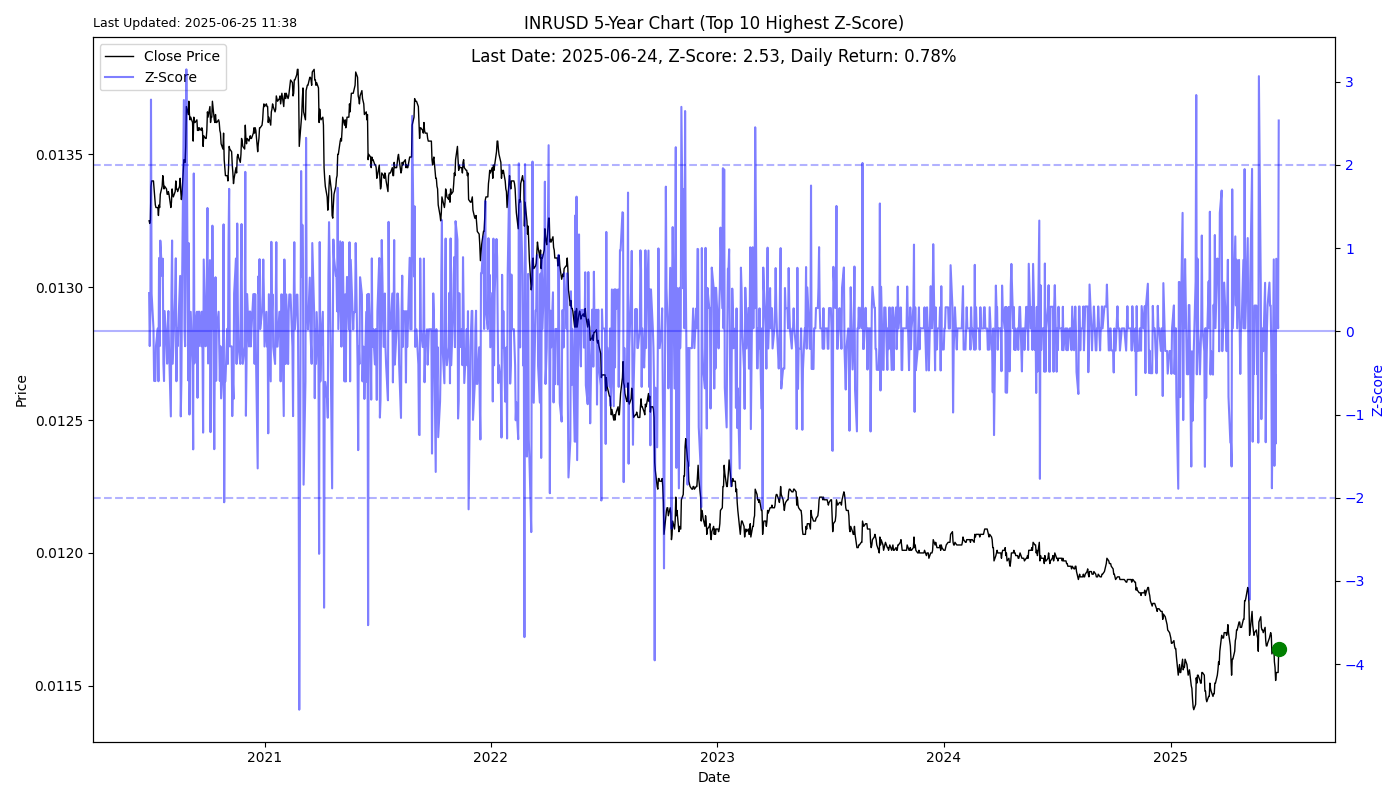 Last Updated: 2025-06-25 11:38
INRUSD 5-Year Chart (Top 10 Highest Z-Score)
Last Date: 2025-06-24, Z-Score: 2.53, Daily Return: 0.78%
Close Price
Z-Score
Price
0.0135
0.0130
0.0125
0.0120
0.0115
3
2
1
0
−1
−2
−3
−4
Z-Score
2021
2022
2023
2024
2025
Date